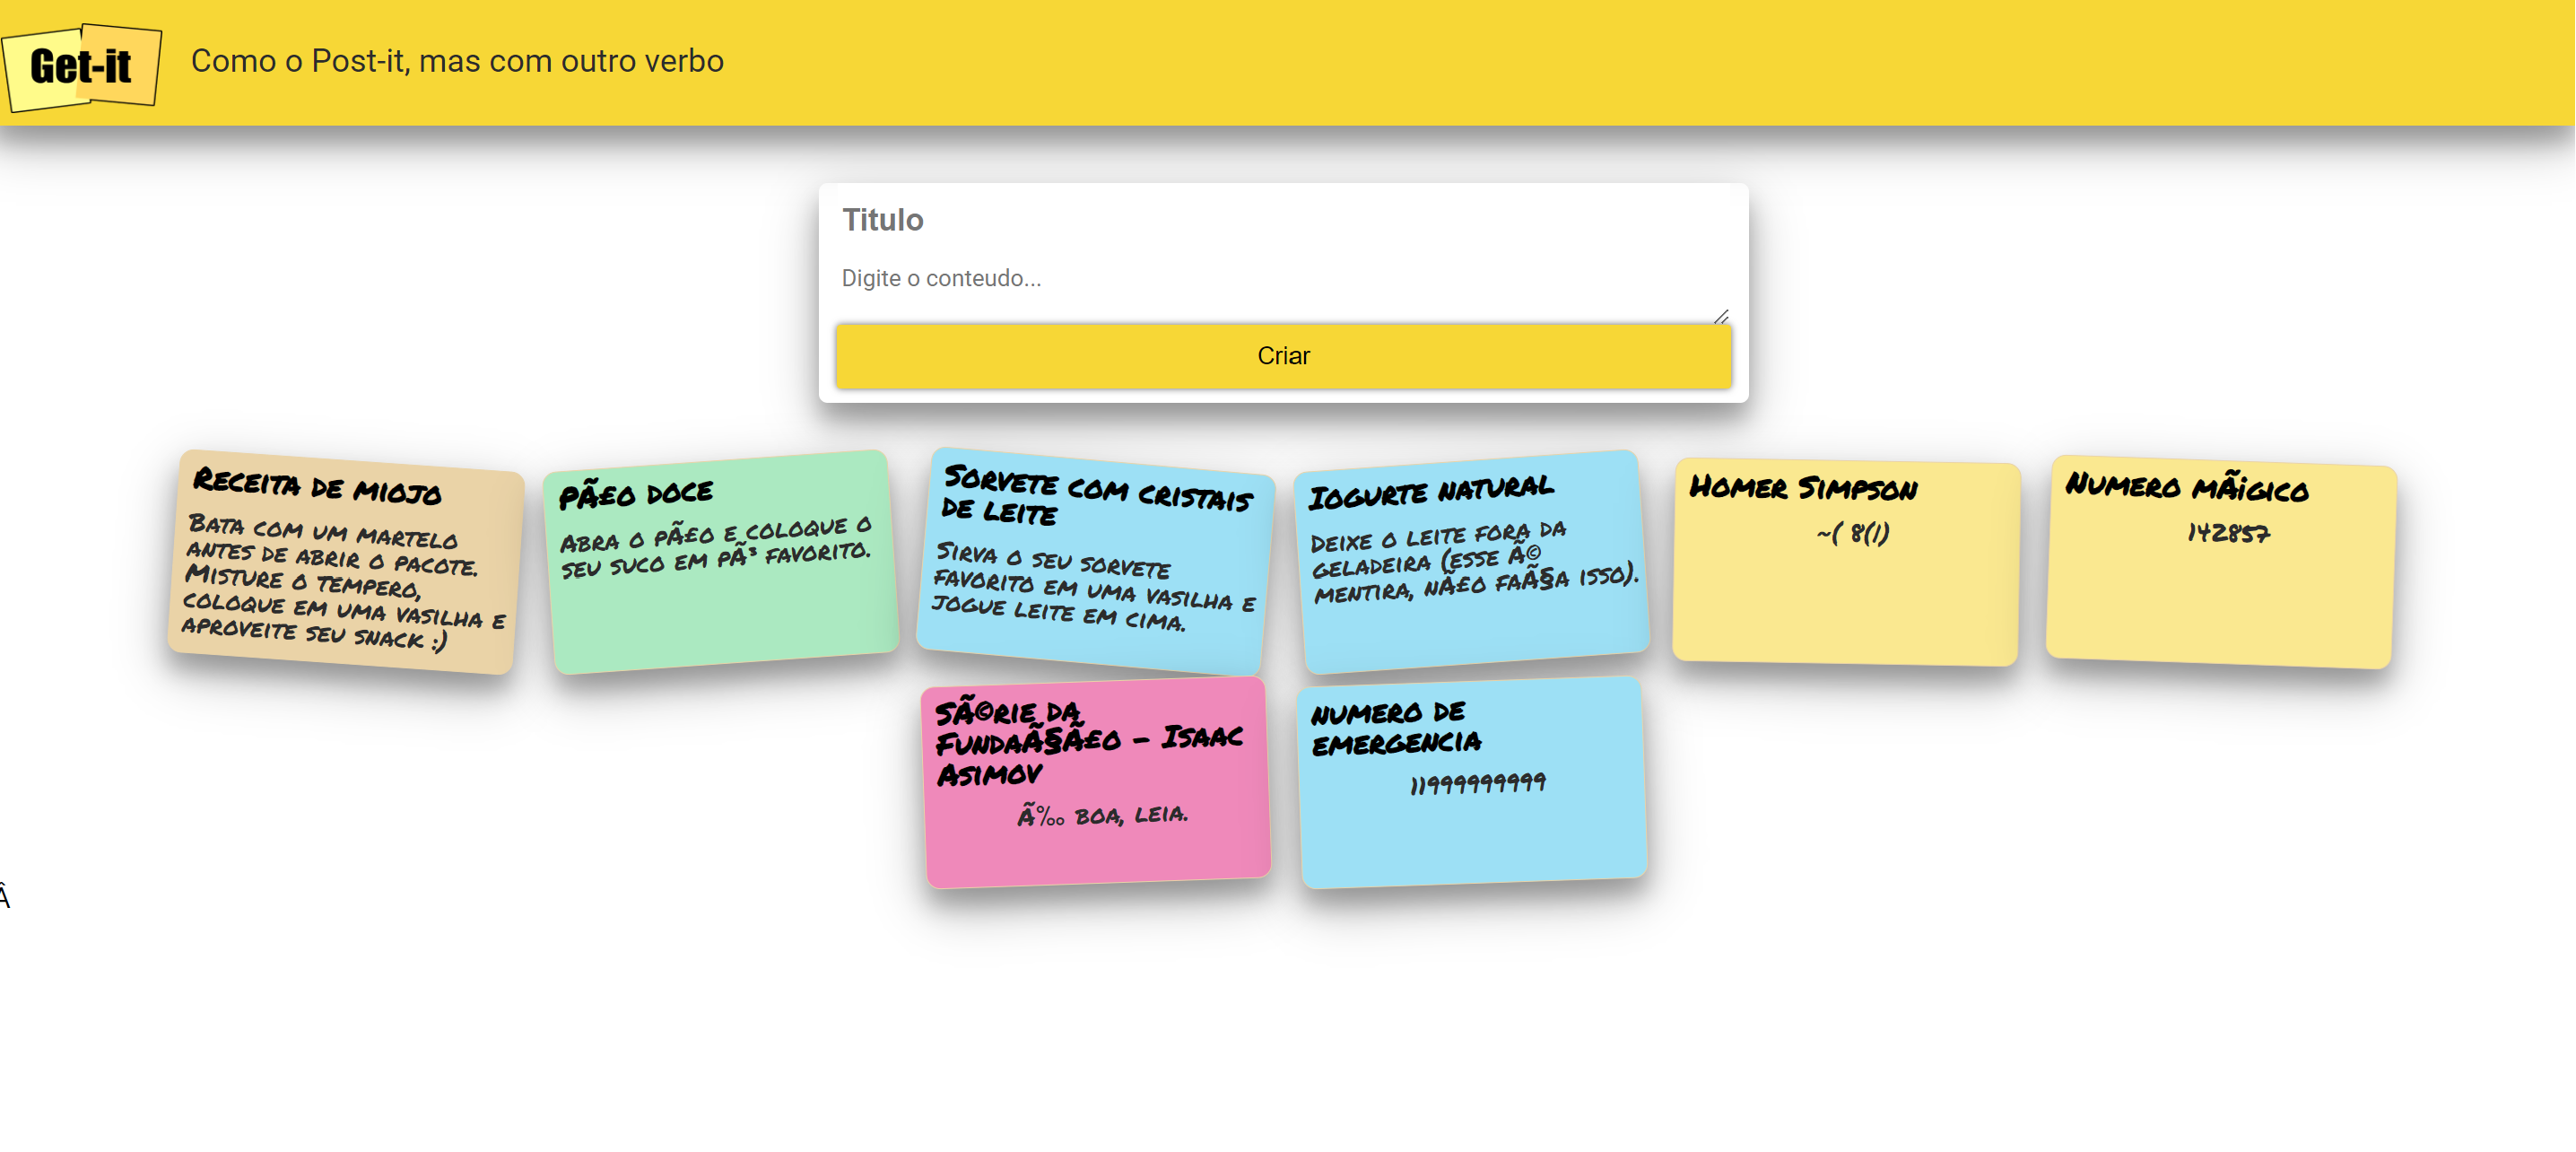 Get-it
Como o Post-it, mas com outro verbo
Titulo
Digite o conteudo...
Criar
Receita de miojo
Bata com um martelo
antes de abrir o pacote.
Misture o tempero,
coloque em uma vasilha e
aproveite seu snack :)
PÃ£o doce
Abra o pÃ£o e coloque o
seu suco em pÃ³ favorito.
Sorvete com cristais
de leite
Sirva o seu sorvete
favorito em uma vasilha e
jogue leite em cima.
Iogurte natural
Deixe o leite fora da
geladeira (esse Ã©
mentira, nÃ£o faÃ§a isso).
Homer Simpson
~( 8(|)
Numero mÃ¡gico
142857
SÃ©rie da
FundaÃ§Ã£o - Isaac
Asimov
Ã‰ boa, leia.
numero de
emergencia
11999999999
Â